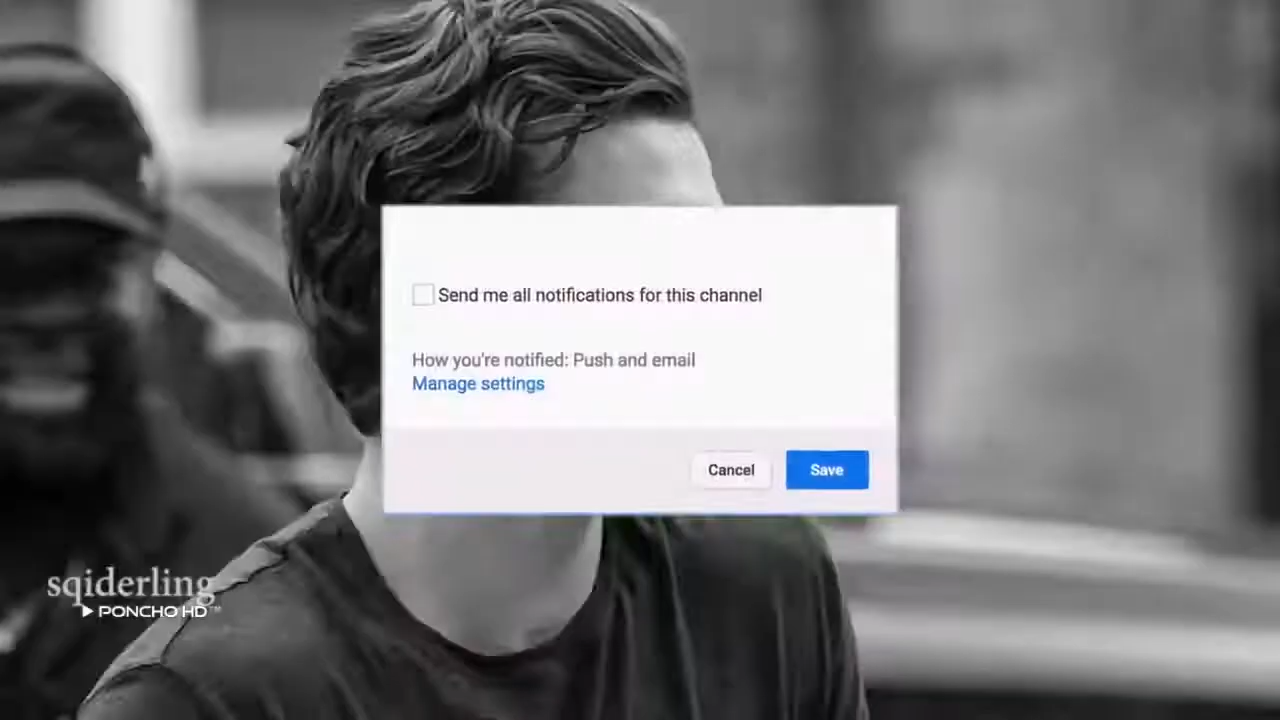 Send me all notifications for this channel
How you're notified: Push and email
Manage settings
Cancel
Save
sqiderling
PONCHO HD™